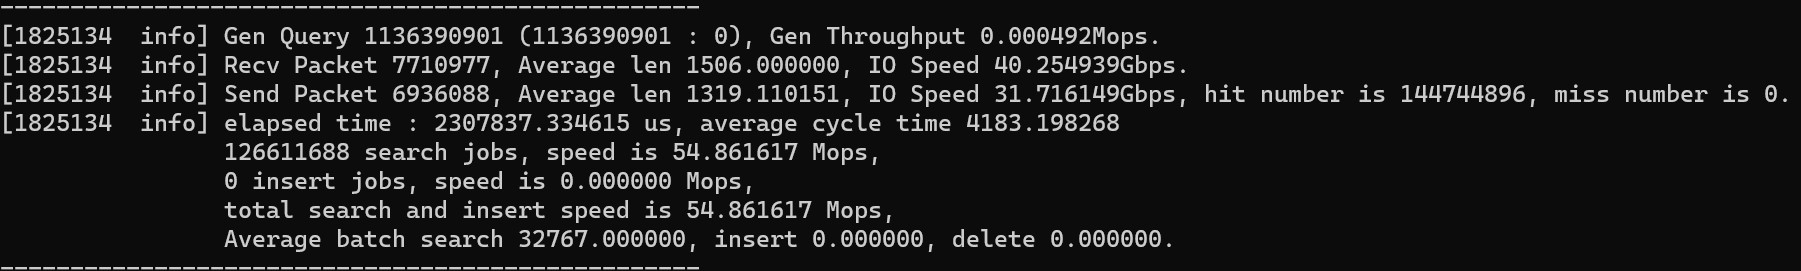 --------------------------------------------------
[1825134  info] Gen Query 1136390901 (1136390901 : 0), Gen Throughput 0.000492Mops.
[1825134  info] Recv Packet 7710977, Average len 1506.000000, IO Speed 40.254939Gbps.
[1825134  info] Send Packet 6936088, Average len 1319.110151, IO Speed 31.716149Gbps, hit number is 144744896, miss number is 0.
[1825134  info] elapsed time : 2307837.334615 us, average cycle time 4183.198268
                126611688 search jobs, speed is 54.861617 Mops,
                0 insert jobs, speed is 0.000000 Mops,
                total search and insert speed is 54.861617 Mops,
                Average batch search 32767.000000, insert 0.000000, delete 0.000000.
--------------------------------------------------